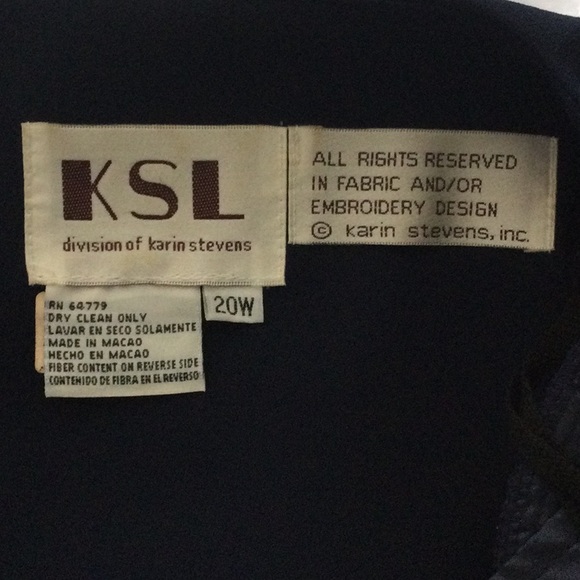 KSL
division of karin stevens
ALL RIGHTS RESERVED
IN FABRIC AND/OR
EMBROIDERY DESIGN
© karin stevens, inc.
20W
RN 64779
DRY CLEAN ONLY
LAVAR EN SECO SOLAMENTE
MADE IN MACAO
HECHO EN MACAO
FIBER CONTENT ON REVERSE SIDE
CONTENIDO DE FIBRA EN EL REVERSO